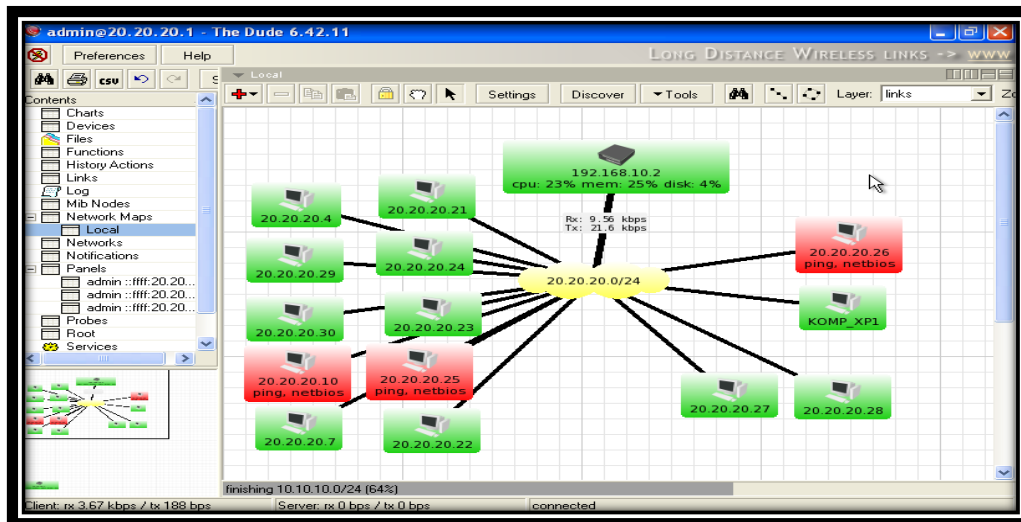 admin@20.20.20.1 - The Dude 6.42.11
Preferences Help
LONG DISTANCE WIRELESS LINKS -> WWW
csv
Local
Settings Discover Tools Layer: links
Contents
Charts
Devices
Files
Functions
History Actions
Links
Log
Mib Nodes
Network Maps
Local
Networks
Notifications
Panels
admin ::ffff:20.20...
admin ::ffff:20.20...
Probes
Root
Services
192.168.10.2
cpu: 23% mem: 25% disk: 4%
Rx: 9.56 kbps
Tx: 21.6 kbps
20.20.20.4
20.20.20.21
20.20.20.26
ping, netbios
20.20.20.29
20.20.20.24
20.20.20.0/24
20.20.20.30
20.20.20.23
KOMP_XP1
20.20.20.10
ping, netbios
20.20.20.25
ping, netbios
20.20.20.27
20.20.20.28
20.20.20.7
20.20.20.22
finishing 10.10.10.0/24 (64%)
Client: rx 3.67 kbps / tx 188 bps
Server: rx 0 bps / tx 0 bps
connected